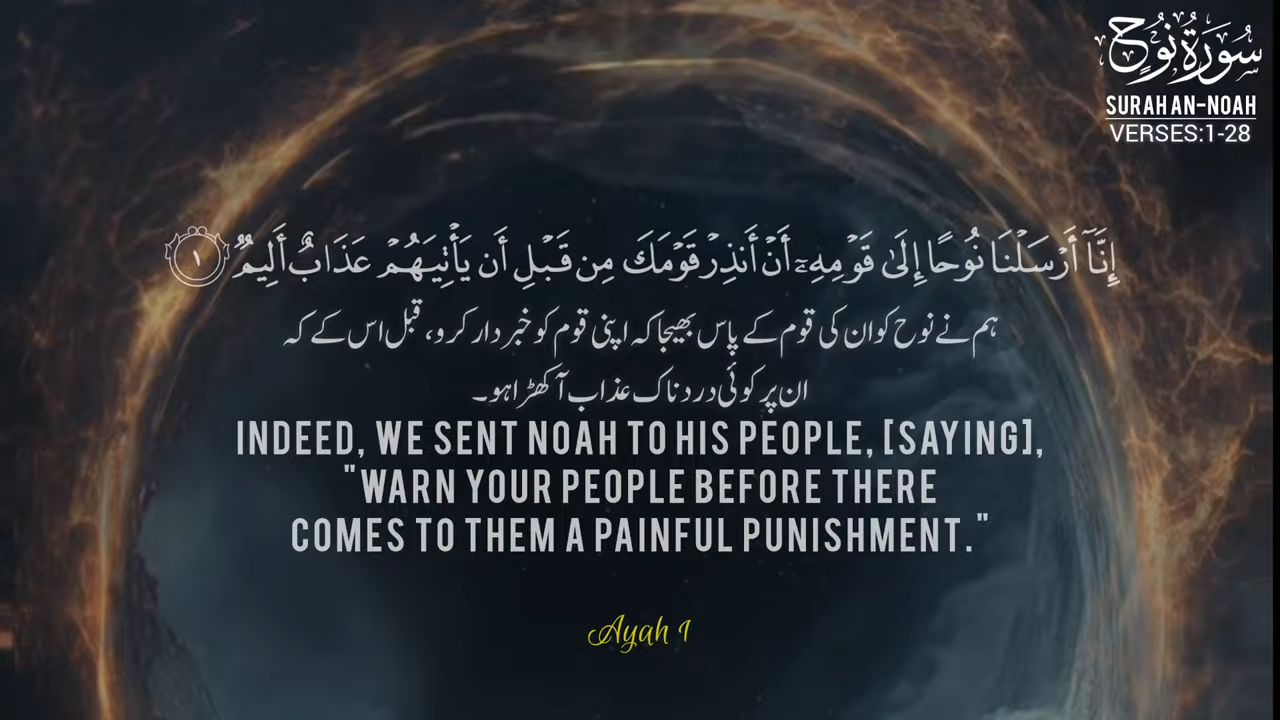 سُورَةُ نُوحٍ
SURAH AN-NOAH
VERSES:1-28
إِنَّآ أَرْسَلْنَا نُوحًا إِلَىٰ قَوْمِهِۦٓ أَنْ أَنذِرْ قَوْمَكَ مِن قَبْلِ أَن يَأْتِيَهُمْ عَذَابٌ أَلِيمٌ ١
ہم نے نوح کو ان کی قوم کے پاس بھیجا کہ اپنی قوم کو خبردار کرو، قبل اس کے کہ
ان پر کوئی دردناک عذاب آ کھڑا ہو۔
INDEED, WE SENT NOAH TO HIS PEOPLE, [SAYING],
"WARN YOUR PEOPLE BEFORE THERE
COMES TO THEM A PAINFUL PUNISHMENT."
Ayah 1